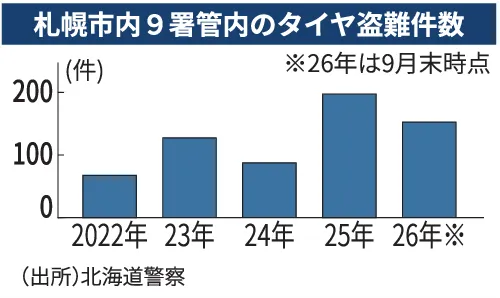 札幌市内９署管内のタイヤ盗難件数
(件)
※26年は9月末時点
200
100
0
2022年 23年 24年 25年 26年※
（出所）北海道警察